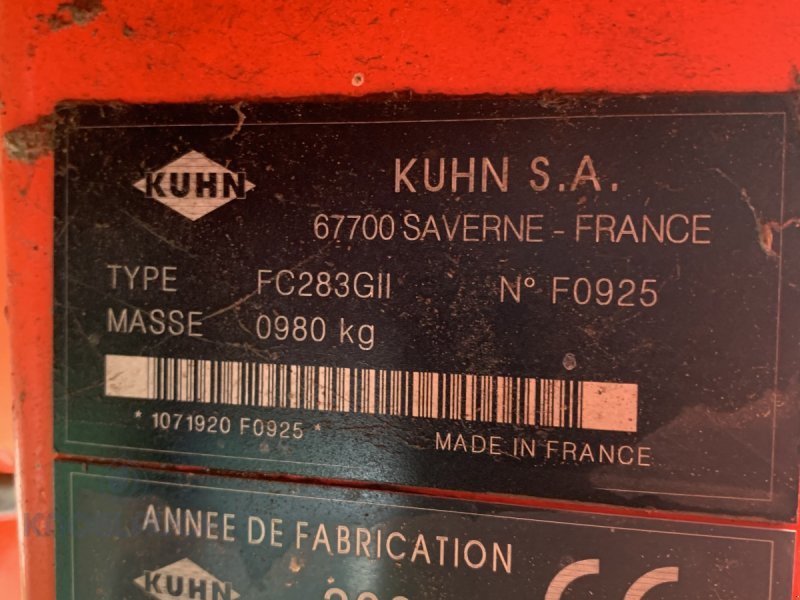 KUHN
KUHN S.A.
67700 SAVERNE - FRANCE
TYPE FC283GII N° F0925
MASSE 0980 kg
* 1071920 F0925 *
MADE IN FRANCE
ANNEE DE FABRICATION
KUHN
CE